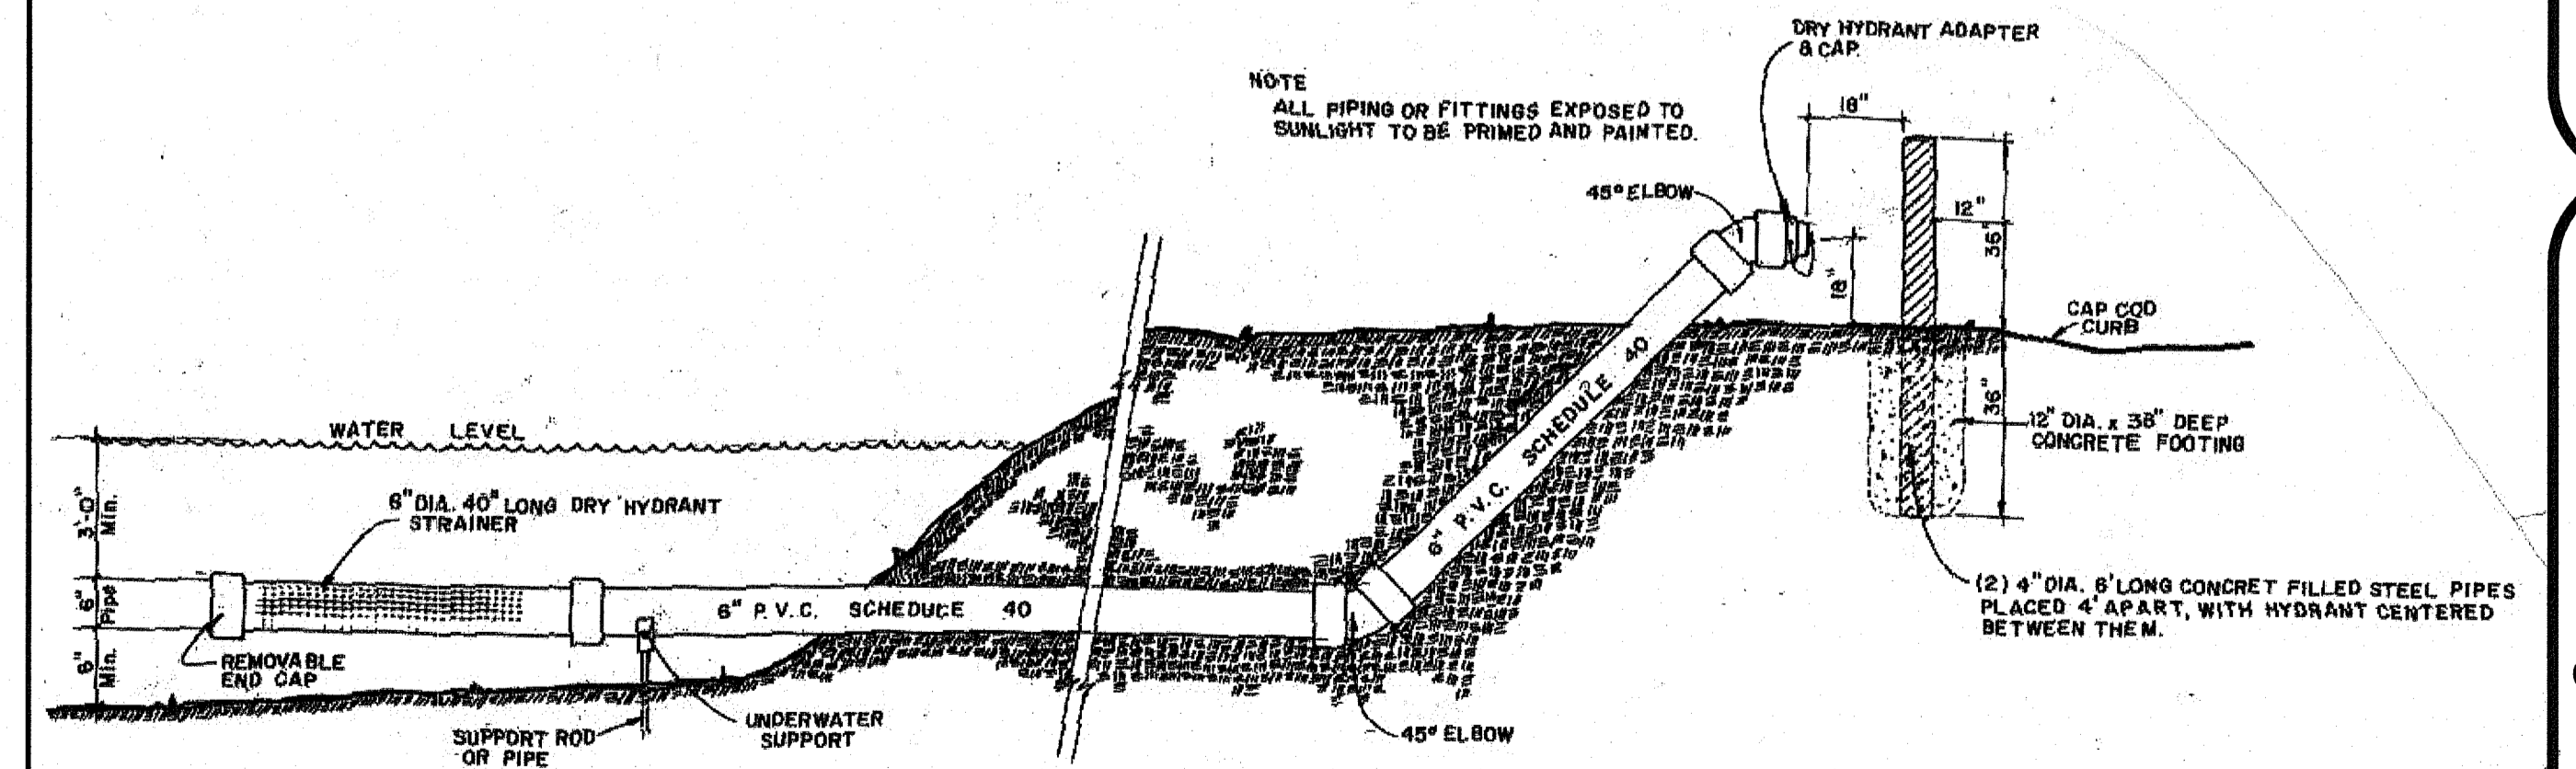 DRY HYDRANT ADAPTER
& CAP.
NOTE
ALL PIPING OR FITTINGS EXPOSED TO
SUNLIGHT TO BE PRIMED AND PAINTED.
18"
45° ELBOW
12"
36"
18"
CAP COD
CURB
6" P.V.C. SCHEDULE 40
36"
12" DIA. x 36" DEEP
CONCRETE FOOTING
WATER LEVEL
3'-0"
Min.
6" DIA. 40" LONG DRY HYDRANT
STRAINER
6"
Pipe
6" P.V.C. SCHEDULE 40
(2) 4" DIA. 6' LONG CONCRET FILLED STEEL PIPES
PLACED 4' APART, WITH HYDRANT CENTERED
BETWEEN THEM.
6"
Min.
REMOVABLE
END CAP
UNDERWATER
SUPPORT
SUPPORT ROD
OR PIPE
45° ELBOW